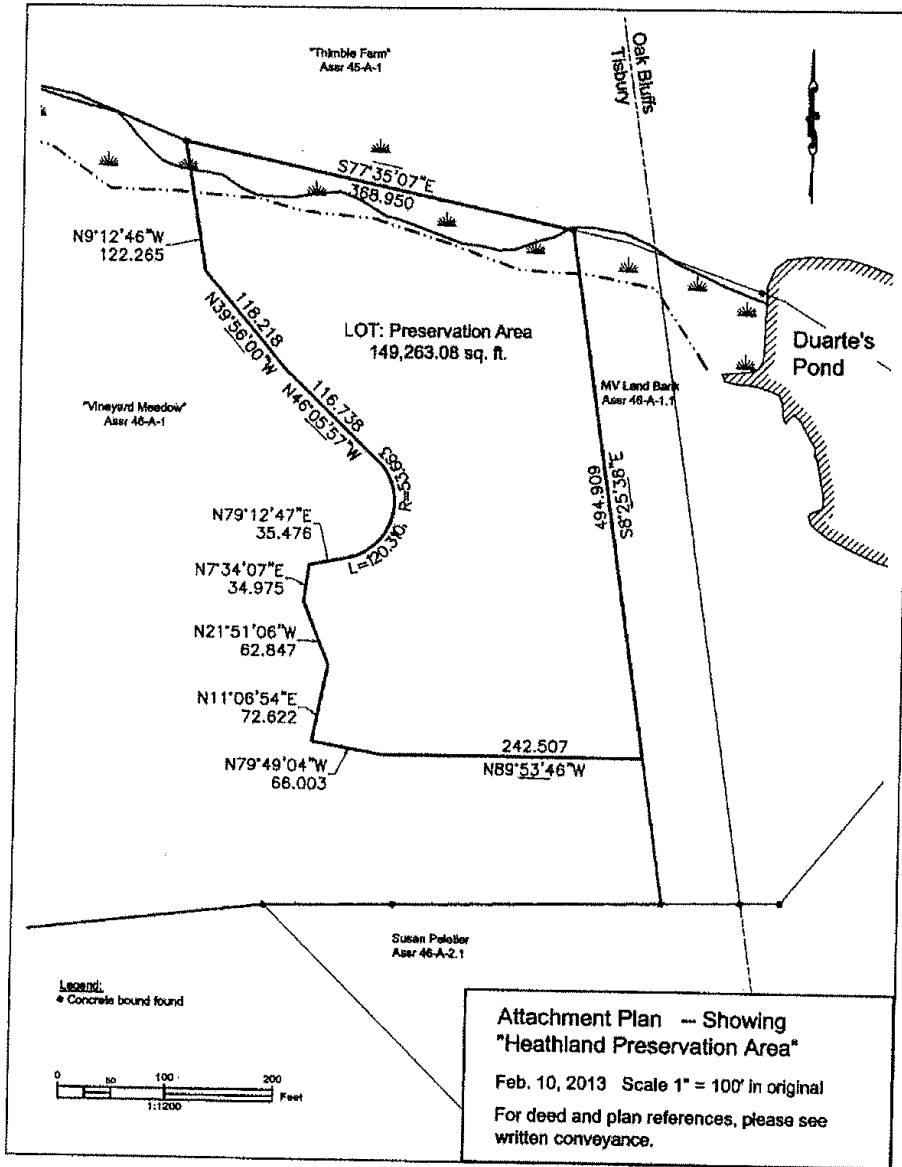 "Thimble Farm"
Assr 45-A-1
Oak Bluffs
Tisbury
S77°35'07"E
368.950
N9°12'46"W
122.265
118.218
N39°56'00"W
LOT: Preservation Area
149,263.08 sq. ft.
Duarte's
Pond
116.738
N46°05'57"W
MV Land Bank
Assr 46-A-1.1
"Vineyard Meadow"
Assr 46-A-1
L=120.310, R=53.663
494.909
S8°25'38"E
N79°12'47"E
35.476
N7°34'07"E
34.975
N21°51'06"W
62.847
N11°06'54"E
72.622
242.507
N89°53'46"W
N79°49'04"W
66.003
Susan Peletier
Assr 46-A-2.1
Legend:
Concrete bound found
0 50 100 200
Feet
1:1200
Attachment Plan -- Showing
"Heathland Preservation Area"
Feb. 10, 2013 Scale 1" = 100' in original
For deed and plan references, please see
written conveyance.